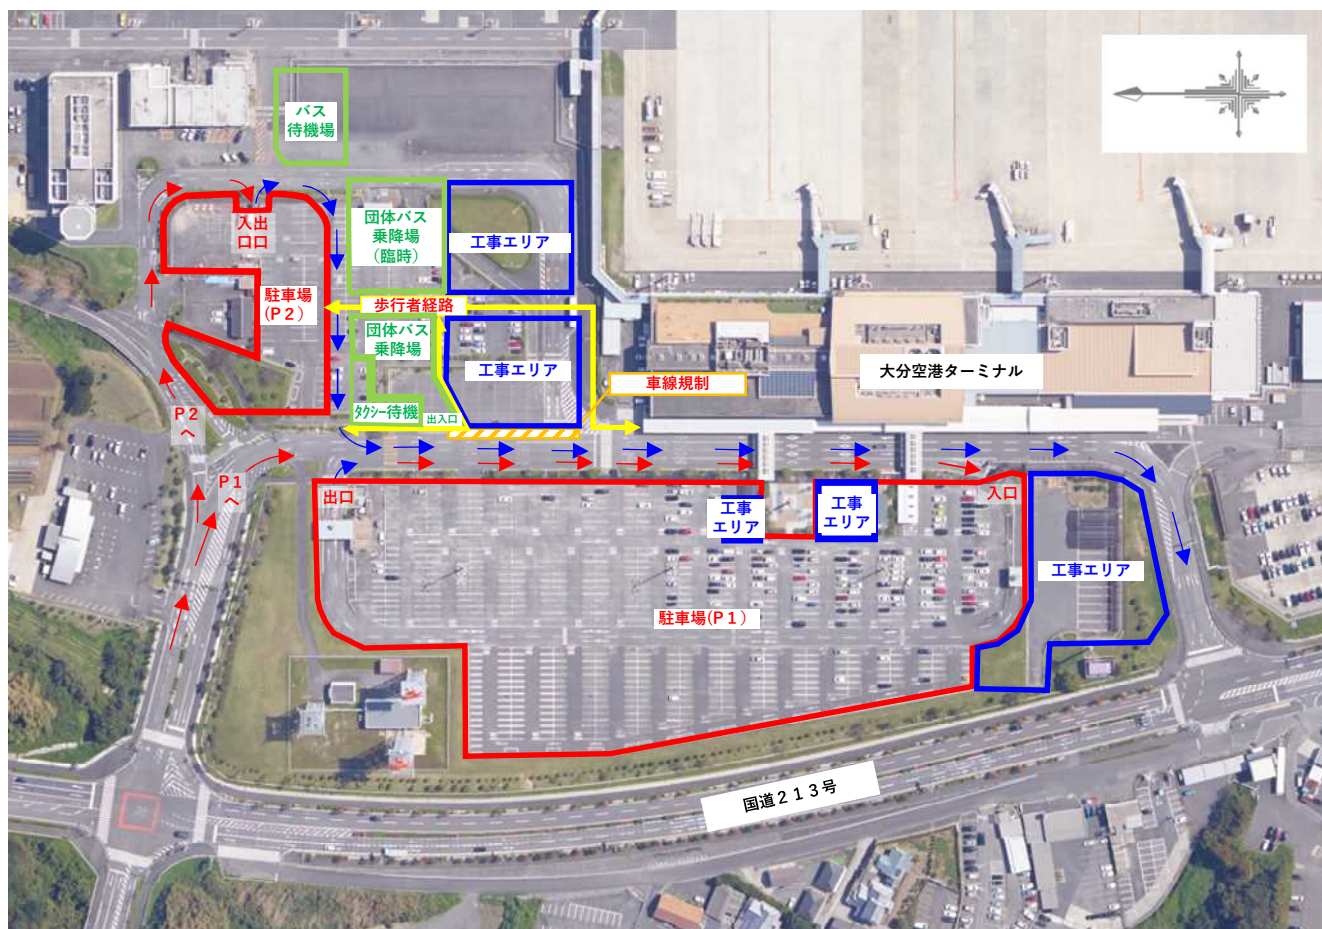 バス
待機場
入出
口口
団体バス
乗降場
（臨時）
工事エリア
駐車場
(P２)
歩行者経路
団体バス
乗降場
工事エリア
車線規制
大分空港ターミナル
タクシー待機
出入口
P２
へ
P１
へ
出口
工事
エリア
工事
エリア
入口
工事エリア
駐車場(P１)
国道２１３号